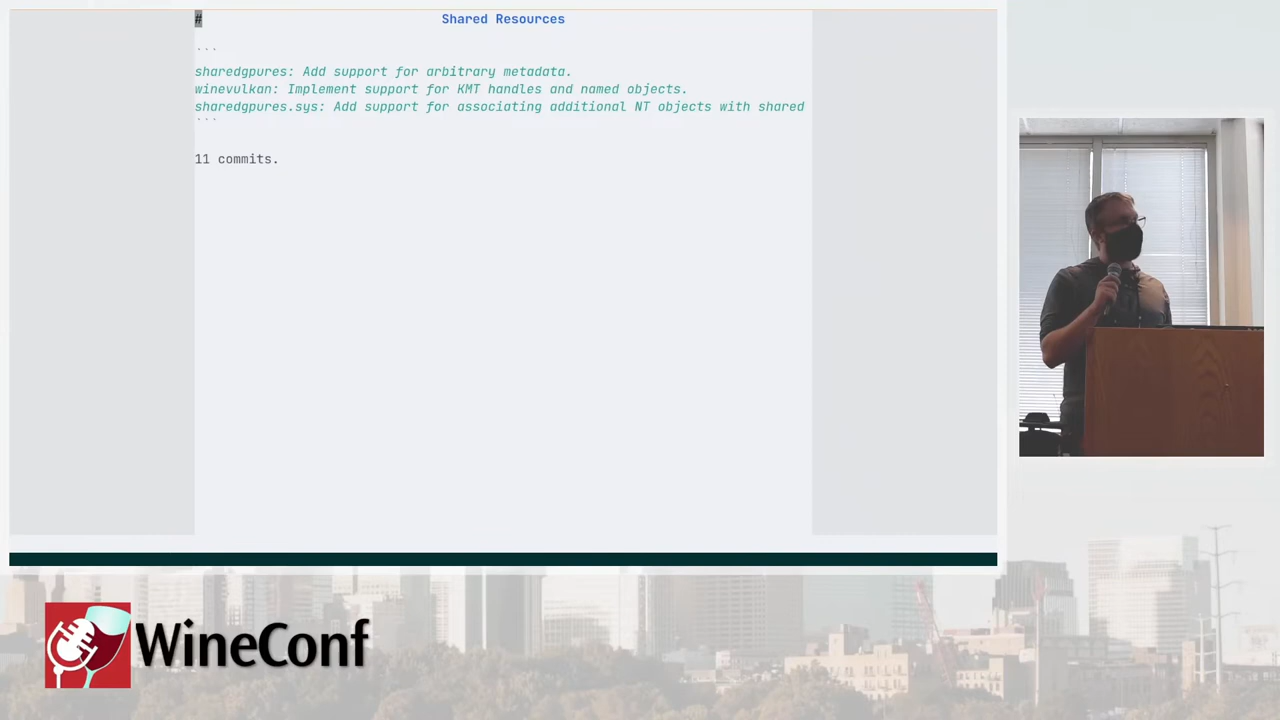 # Shared Resources
```
sharedgpures: Add support for arbitrary metadata.
winevulkan: Implement support for KMT handles and named objects.
sharedgpures.sys: Add support for associating additional NT objects with shared
```
11 commits.
WineConf